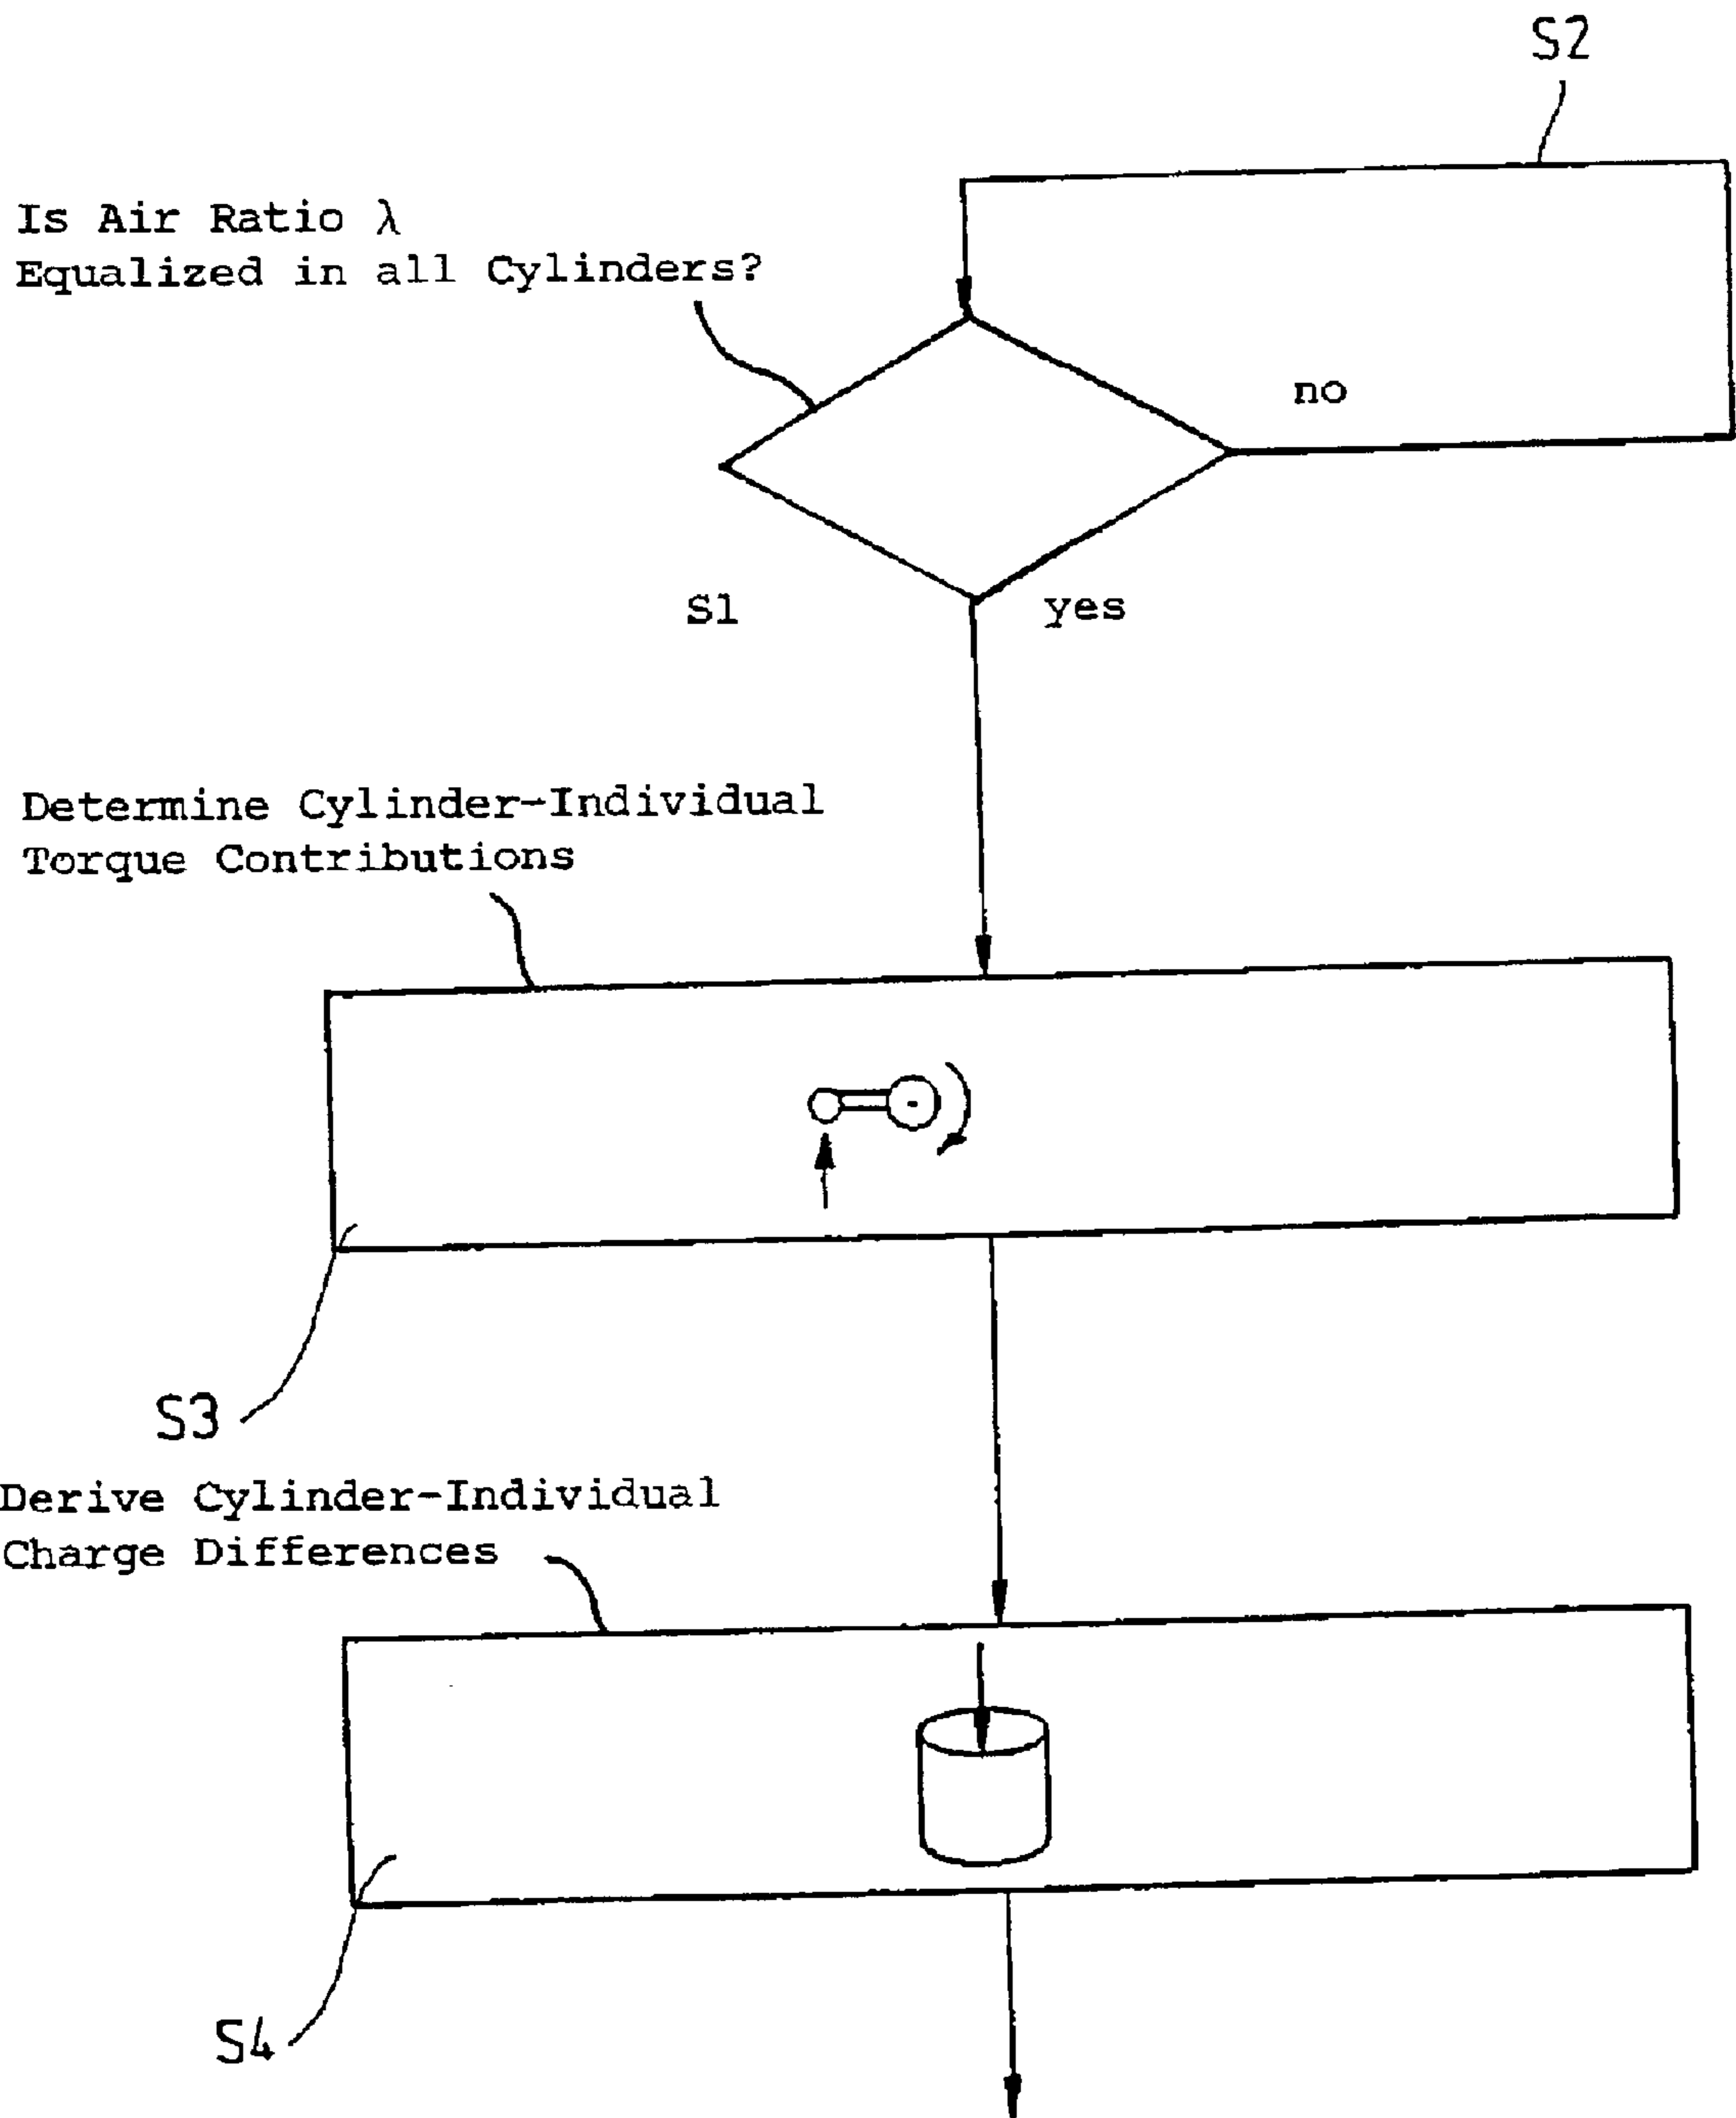 S2
Is Air Ratio λ
Equalized in all Cylinders?
no
S1
yes
Determine Cylinder-Individual
Torque Contributions
S3
Derive Cylinder-Individual
Charge Differences
S4